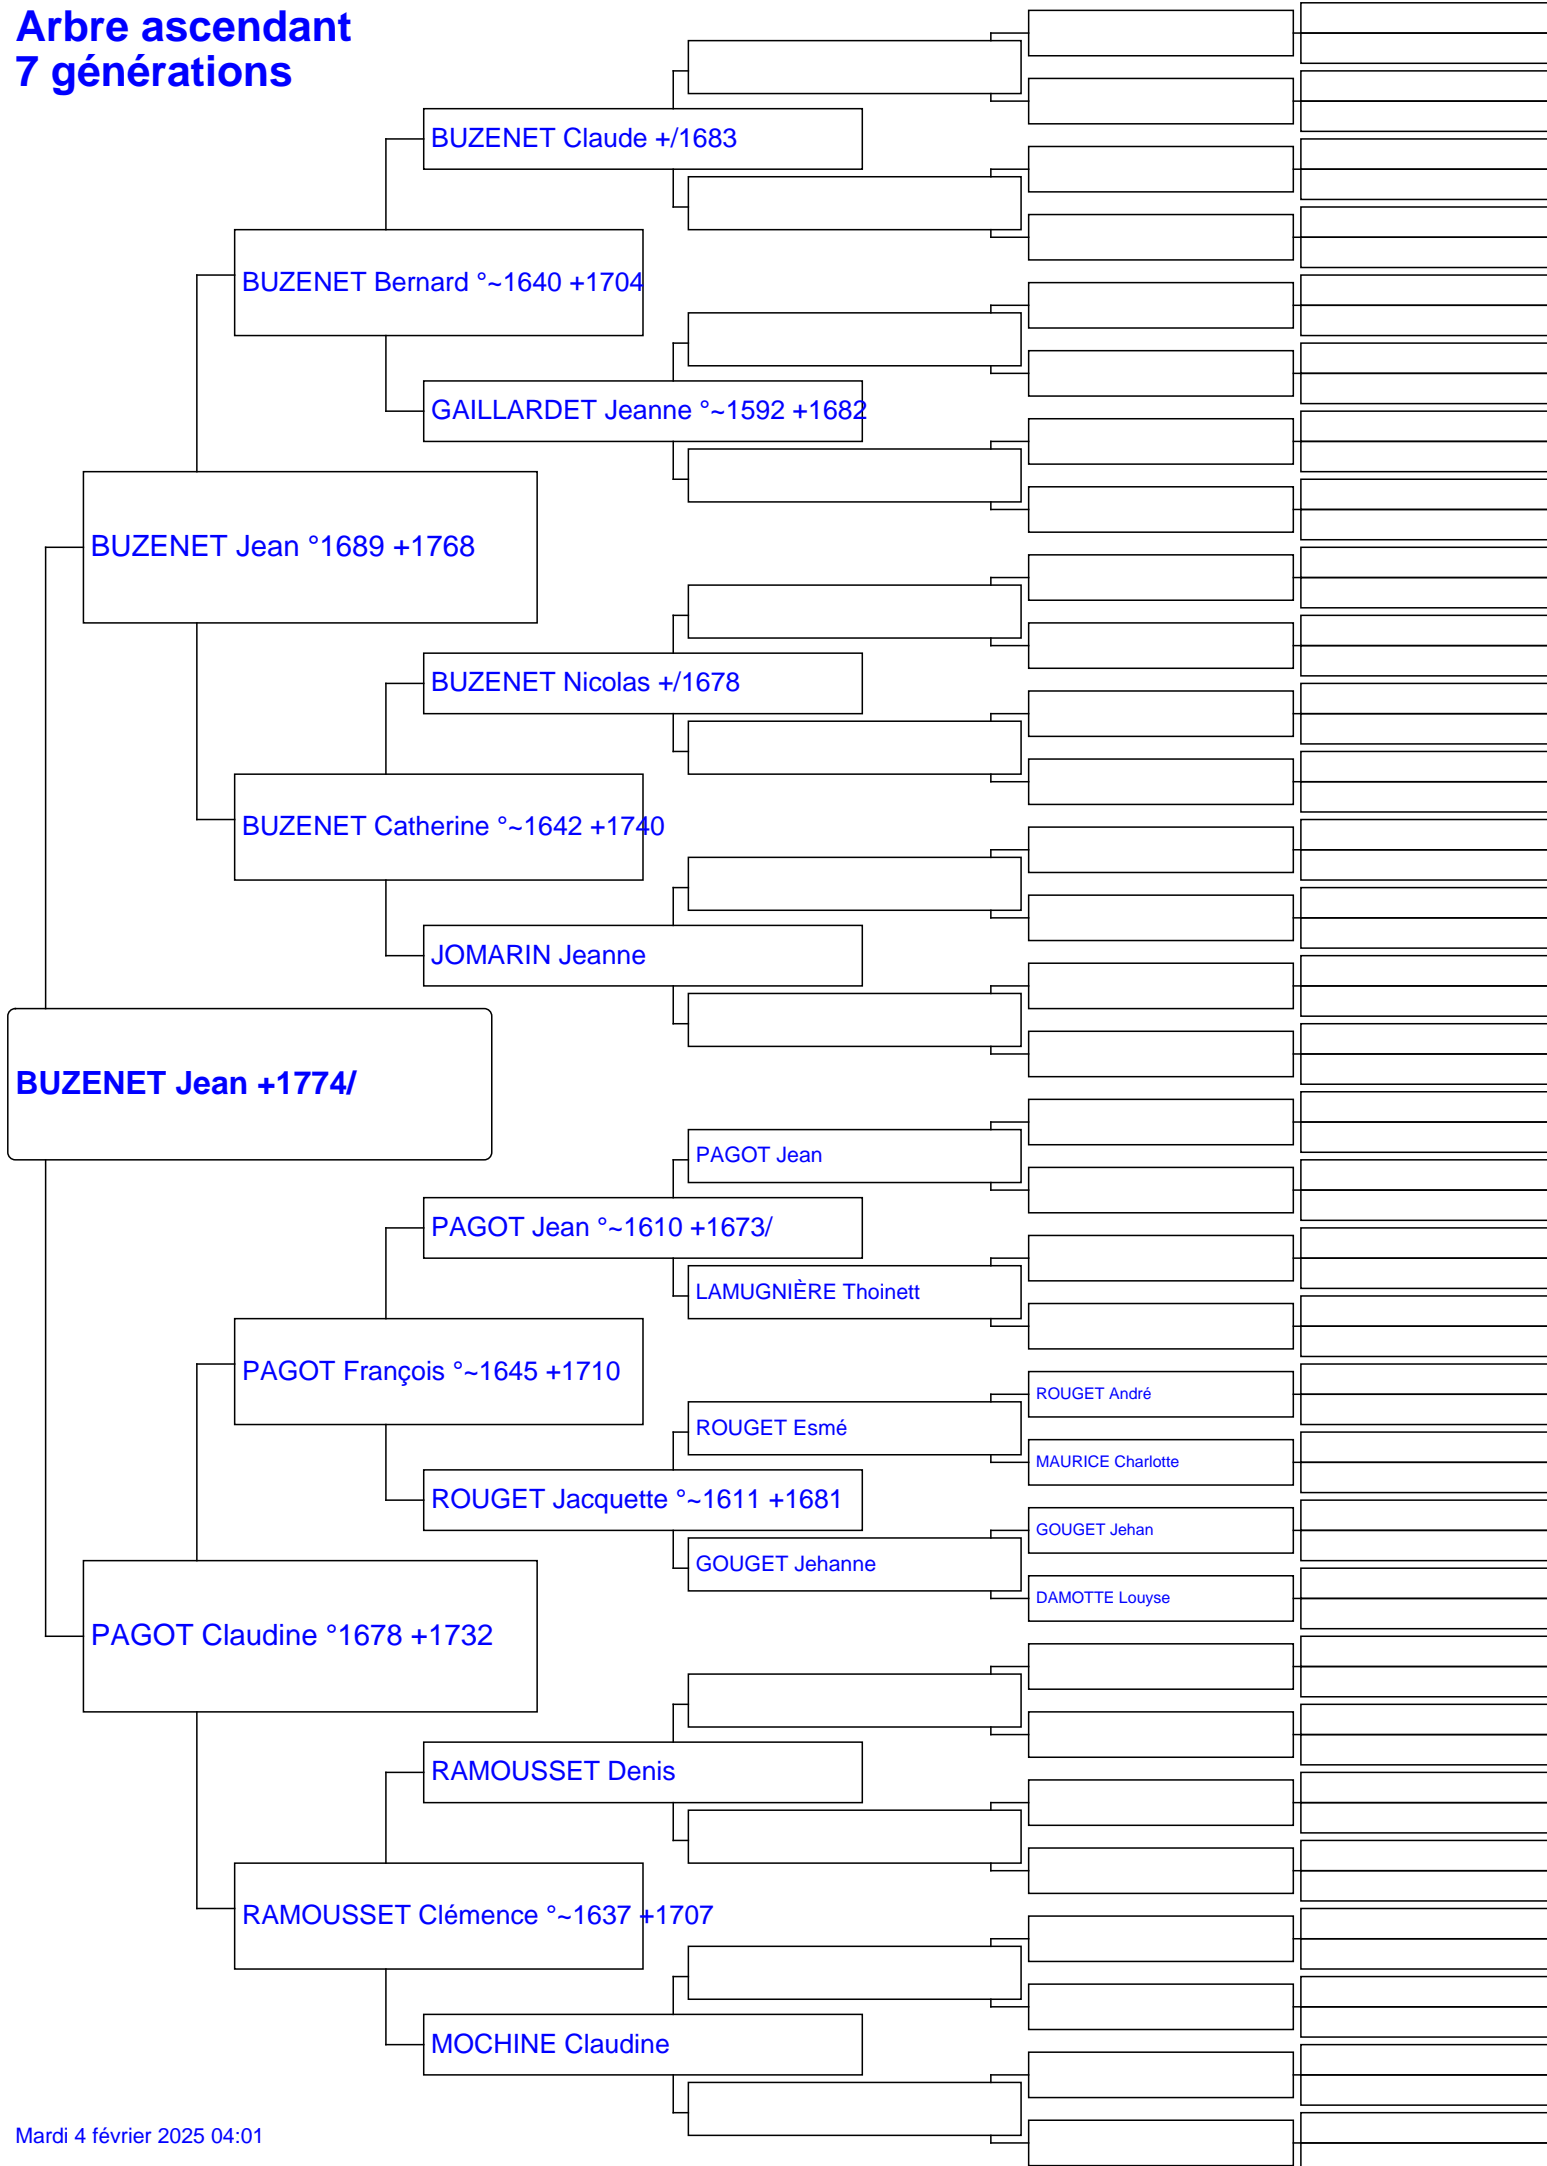 Arbre ascendant
7 générations
BUZENET Claude +/1683
BUZENET Bernard °~1640 +1704
GAILLARDET Jeanne °~1592 +1682
BUZENET Jean °1689 +1768
BUZENET Nicolas +/1678
BUZENET Catherine °~1642 +1740
JOMARIN Jeanne
BUZENET Jean +1774/
PAGOT Jean
PAGOT Jean °~1610 +1673/
LAMUGNIÈRE Thoinett
PAGOT François °~1645 +1710
ROUGET André
ROUGET Esmé
MAURICE Charlotte
ROUGET Jacquette °~1611 +1681
GOUGET Jehan
GOUGET Jehanne
DAMOTTE Louyse
PAGOT Claudine °1678 +1732
RAMOUSSET Denis
RAMOUSSET Clémence °~1637 +1707
MOCHINE Claudine
Mardi 4 février 2025 04:01